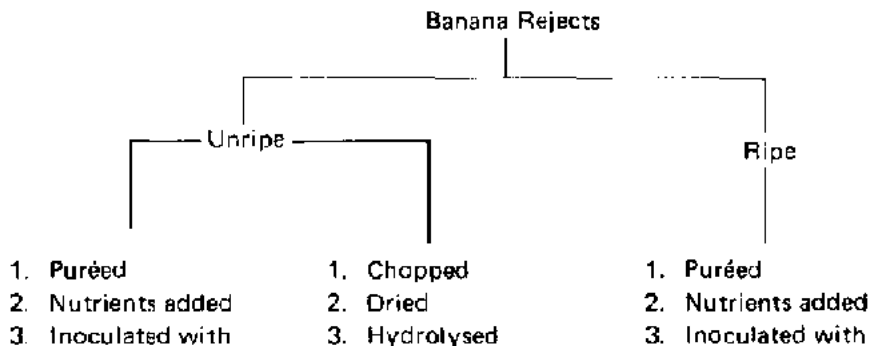 Banana Rejects
Unripe
Ripe
1. Puréed
2. Nutrients added
3. Inoculated with
1. Chopped
2. Dried
3. Hydrolysed
1. Puréed
2. Nutrients added
3. Inoculated with